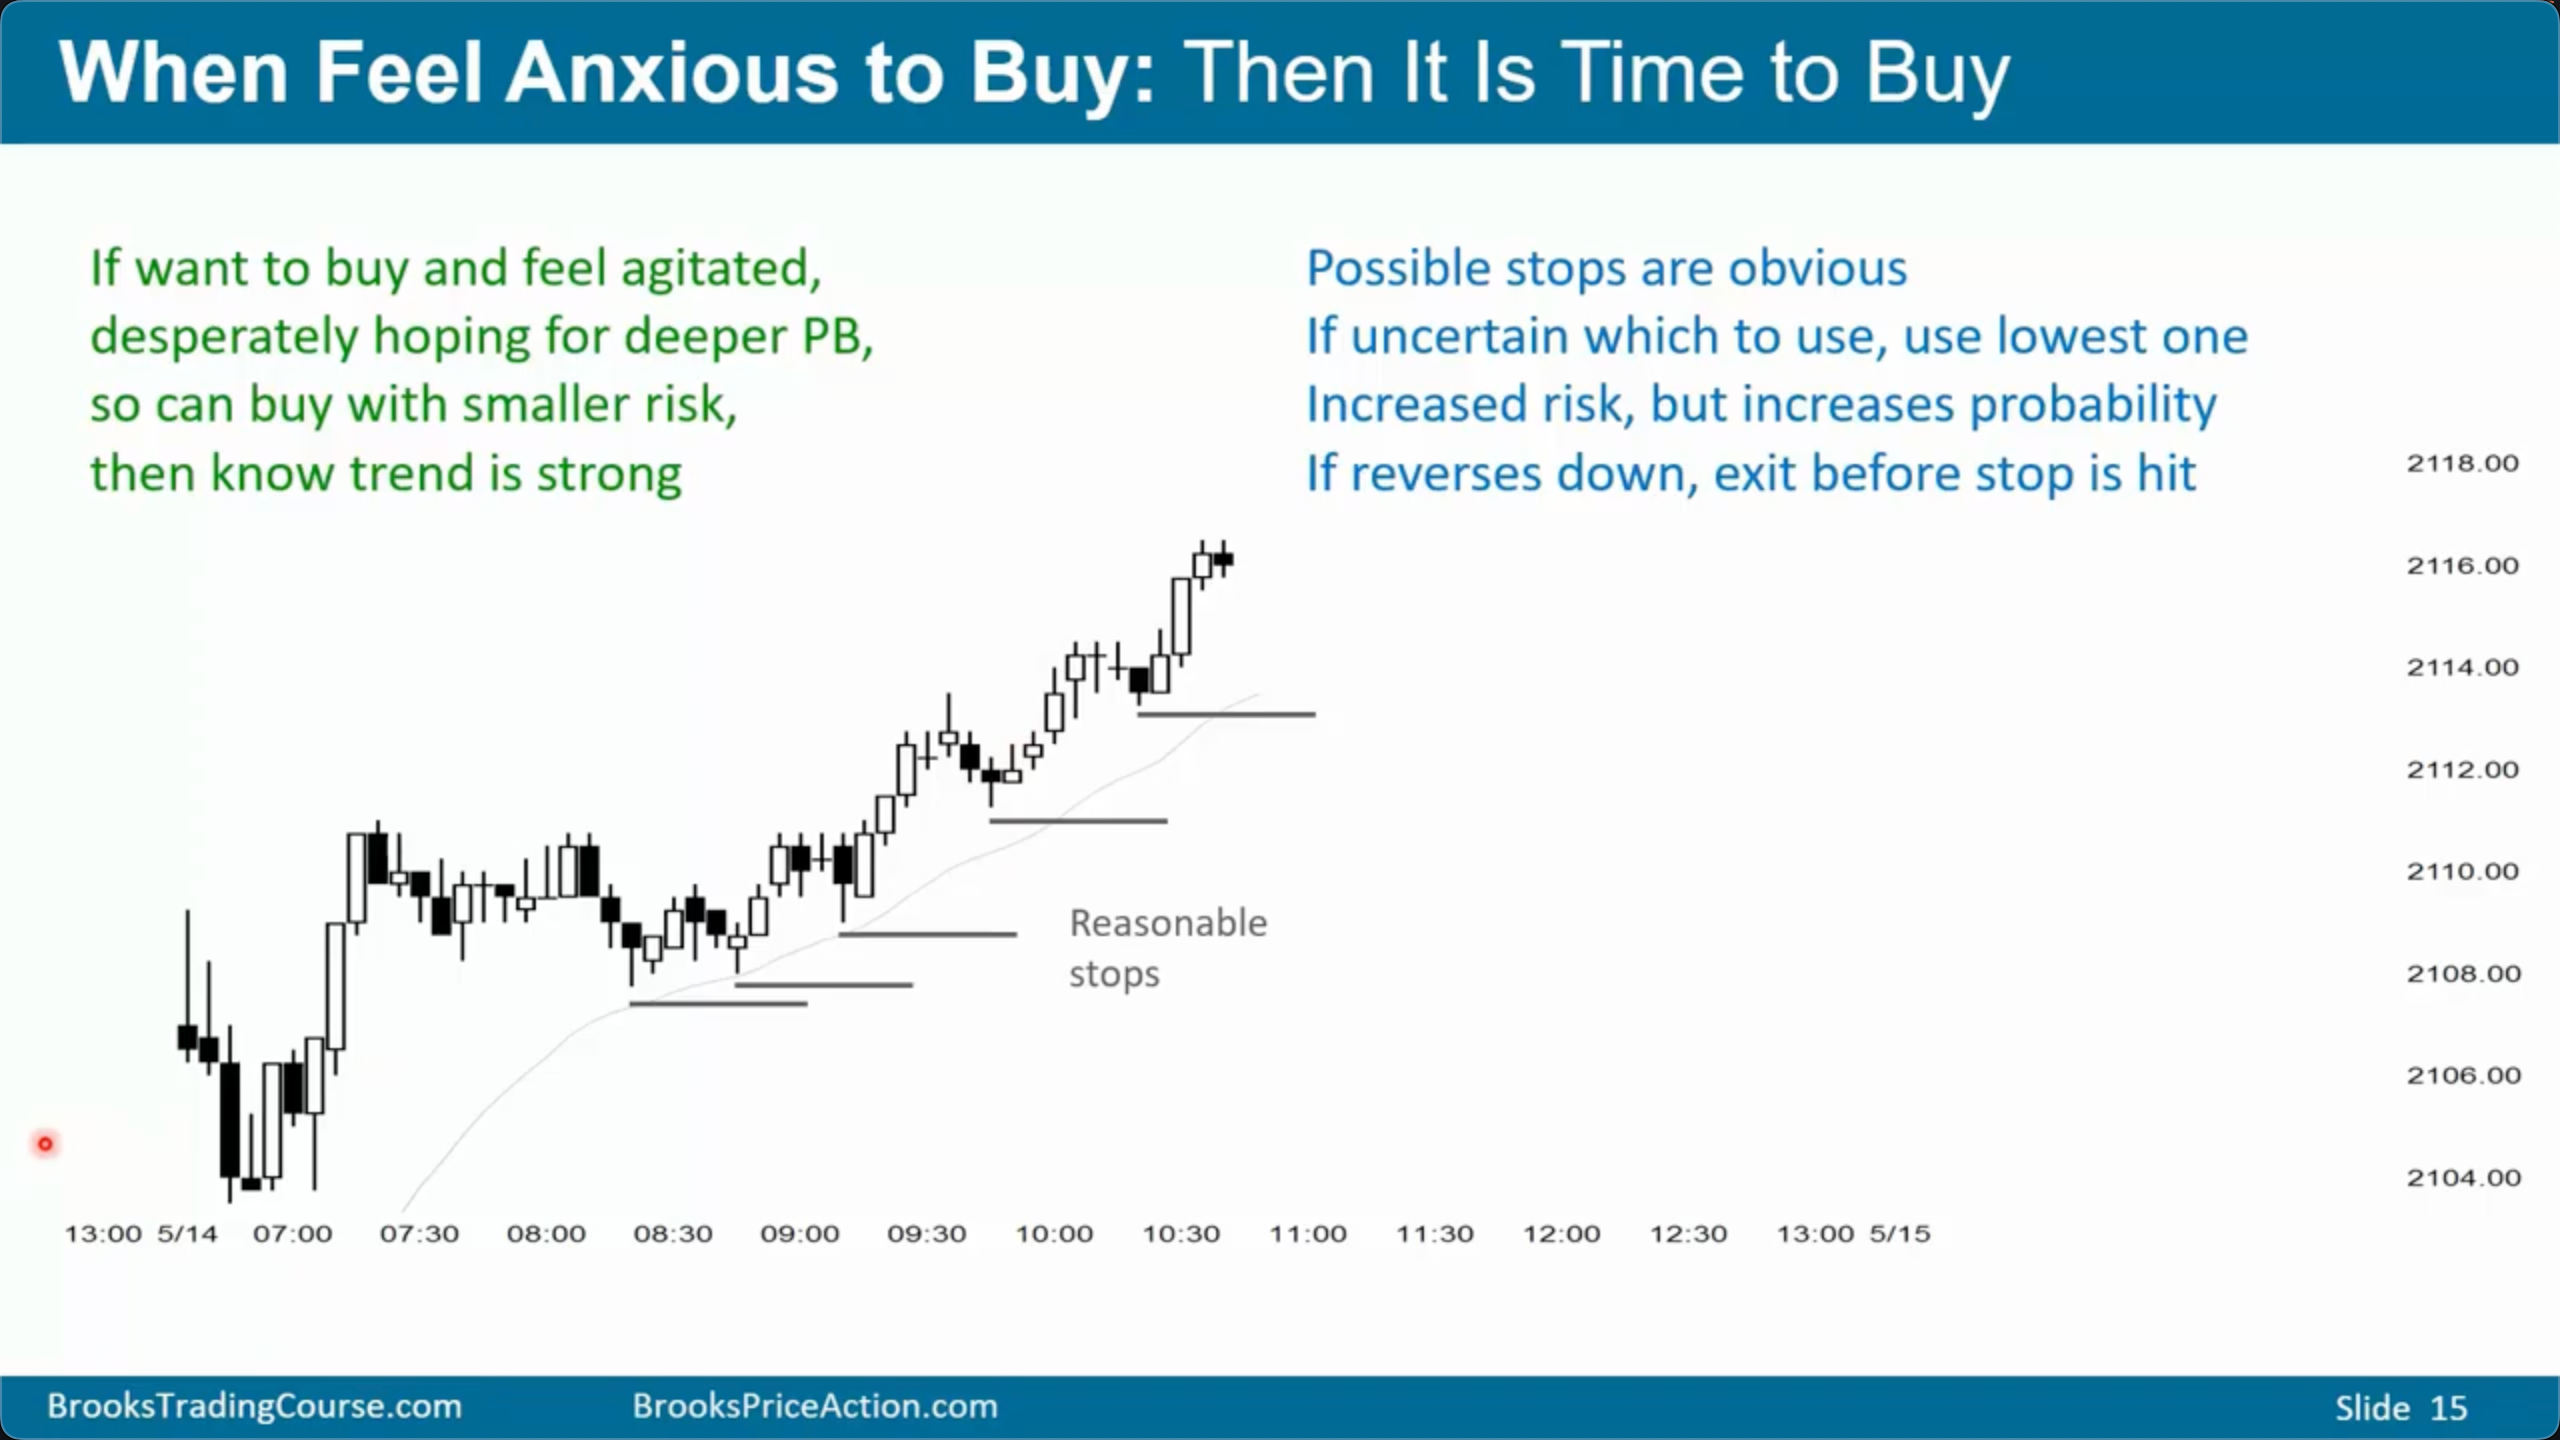 When Feel Anxious to Buy: Then It Is Time to Buy
If want to buy and feel agitated,
desperately hoping for deeper PB,
so can buy with smaller risk,
then know trend is strong
Possible stops are obvious
If uncertain which to use, use lowest one
Increased risk, but increases probability
If reverses down, exit before stop is hit
2118.00
2116.00
2114.00
2112.00
2110.00
Reasonable
stops
2108.00
2106.00
2104.00
13:00 5/14 07:00 07:30 08:00 08:30 09:00 09:30 10:00 10:30 11:00 11:30 12:00 12:30 13:00 5/15
BrooksTradingCourse.com BrooksPriceAction.com Slide 15